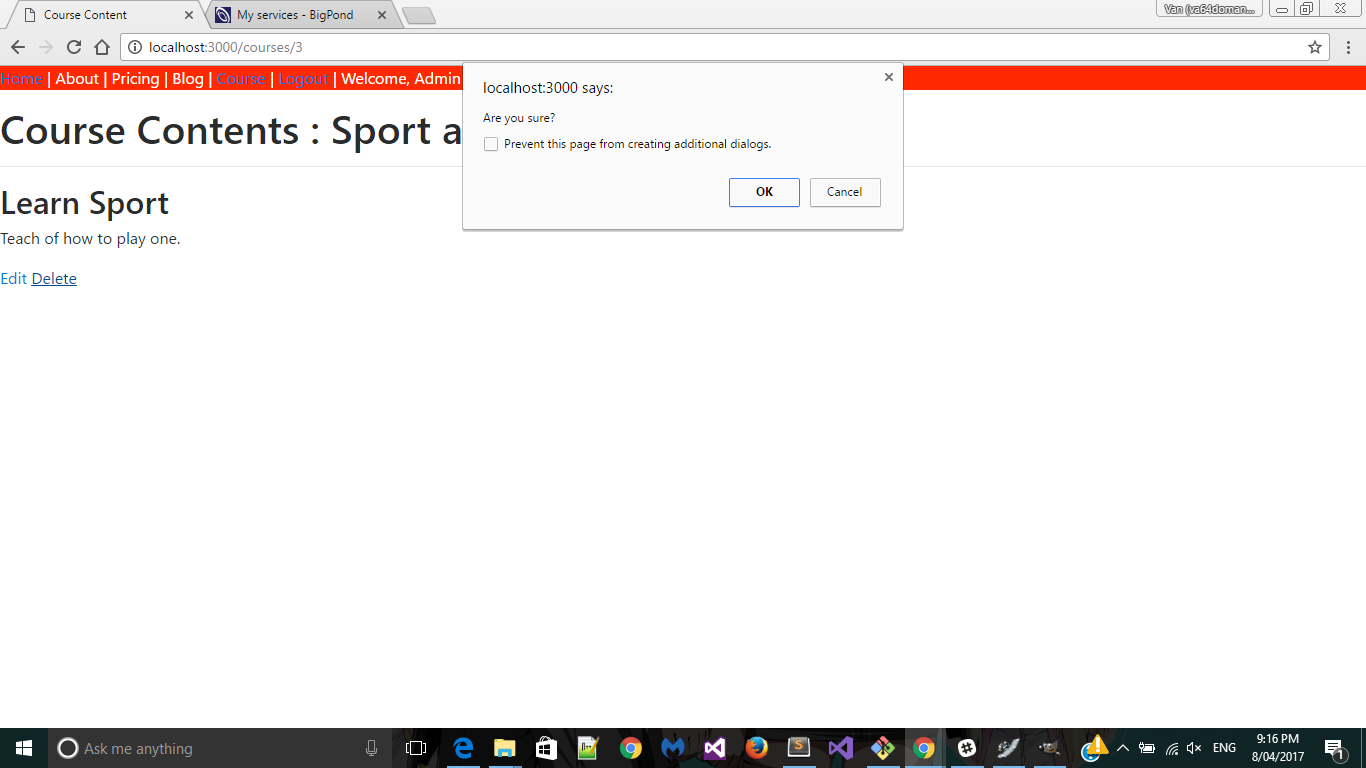 Course Content
My services - BigPond
Van (va64doman...
localhost:3000/courses/3
Home | About | Pricing | Blog | Course | Logout | Welcome, Admin
localhost:3000 says:
Are you sure?
Prevent this page from creating additional dialogs.
OK
Cancel
Course Contents : Sport a
Learn Sport
Teach of how to play one.
Edit Delete
Ask me anything
ENG
9:16 PM
8/04/2017
1